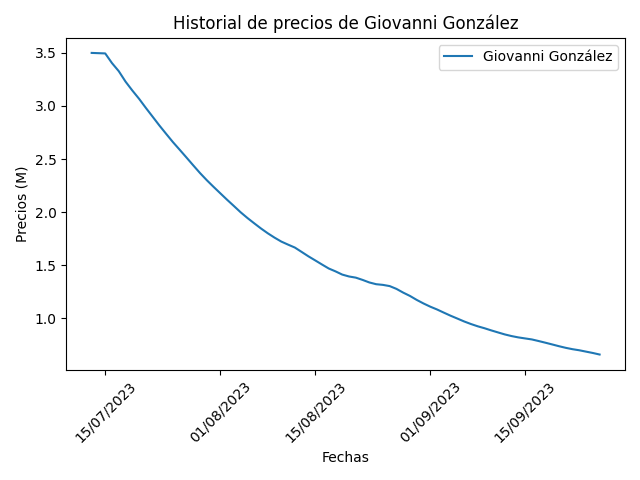 Historial de precios de Giovanni González
Giovanni González
Precios (M)
3.5
3.0
2.5
2.0
1.5
1.0
15/07/2023
01/08/2023
15/08/2023
01/09/2023
15/09/2023
Fechas